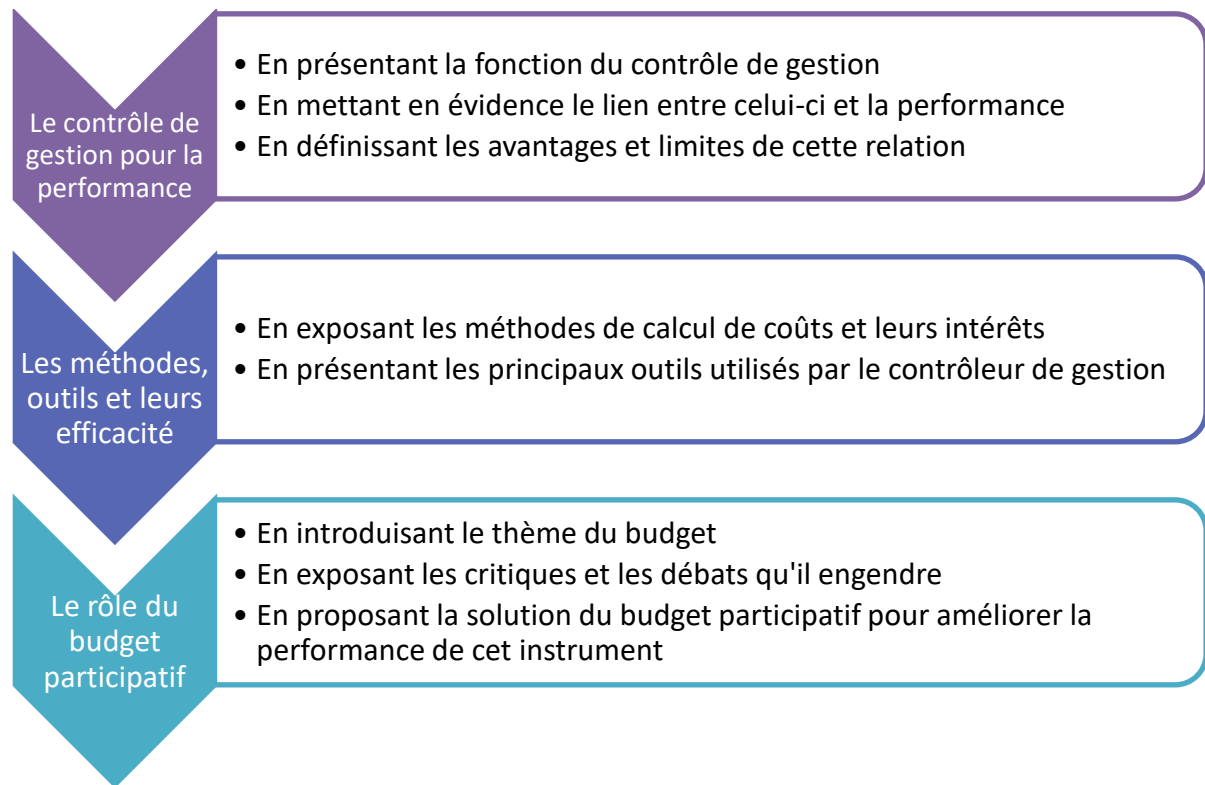 Le contrôle de
gestion pour la
performance
• En présentant la fonction du contrôle de gestion
• En mettant en évidence le lien entre celui-ci et la performance
• En définissant les avantages et limites de cette relation
Les méthodes,
outils et leurs
efficacité
• En exposant les méthodes de calcul de coûts et leurs intérêts
• En présentant les principaux outils utilisés par le contrôleur de gestion
Le rôle du
budget
participatif
• En introduisant le thème du budget
• En exposant les critiques et les débats qu'il engendre
• En proposant la solution du budget participatif pour améliorer la
performance de cet instrument